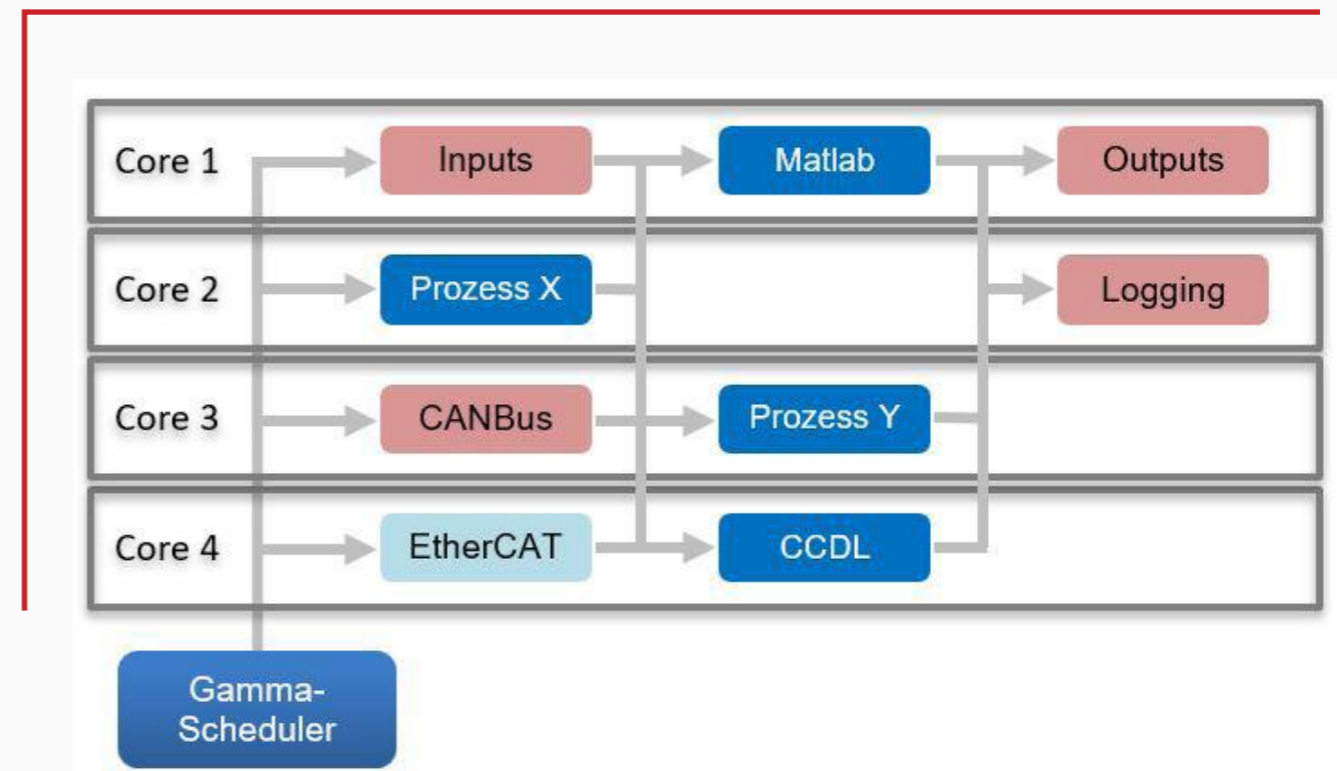 Core 1
Inputs
Matlab
Outputs
Core 2
Prozess X
Logging
Core 3
CANBus
Prozess Y
Core 4
EtherCAT
CCDL
Gamma-
Scheduler